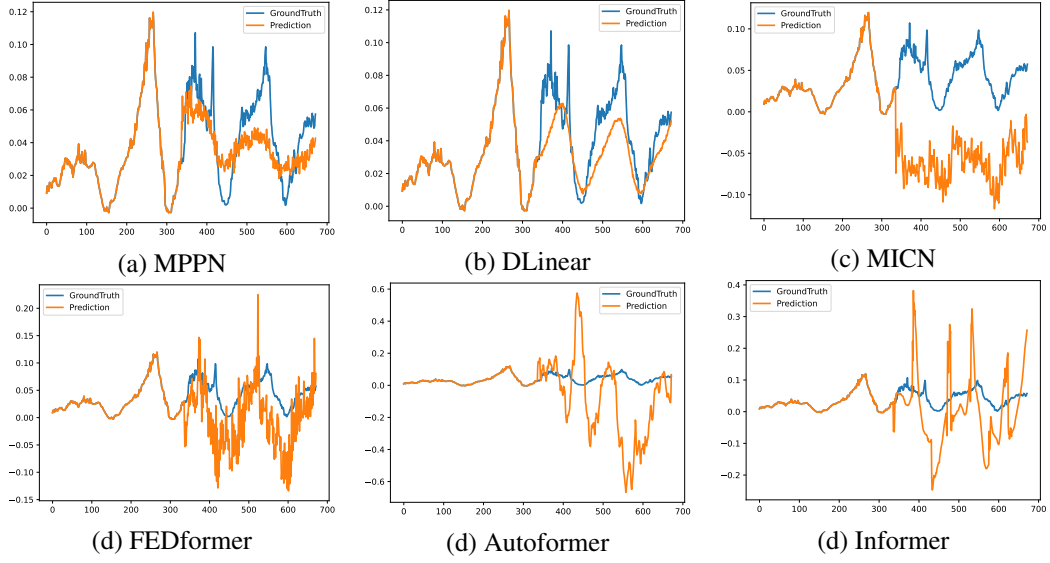 0.12
0.10
0.08
0.06
0.04
0.02
0.00
GroundTruth
Prediction
0 100 200 300 400 500 600 700
(a) MPPN
0.12
0.10
0.08
0.06
0.04
0.02
0.00
GroundTruth
Prediction
0 100 200 300 400 500 600 700
(b) DLinear
0.10
0.05
0.00
−0.05
−0.10
GroundTruth
Prediction
0 100 200 300 400 500 600 700
(c) MICN
0.20
0.15
0.10
0.05
0.00
−0.05
−0.10
−0.15
GroundTruth
Prediction
0 100 200 300 400 500 600 700
(d) FEDformer
0.6
0.4
0.2
0.0
−0.2
−0.4
−0.6
GroundTruth
Prediction
0 100 200 300 400 500 600 700
(d) Autoformer
0.4
0.3
0.2
0.1
0.0
−0.1
−0.2
GroundTruth
Prediction
0 100 200 300 400 500 600 700
(d) Informer